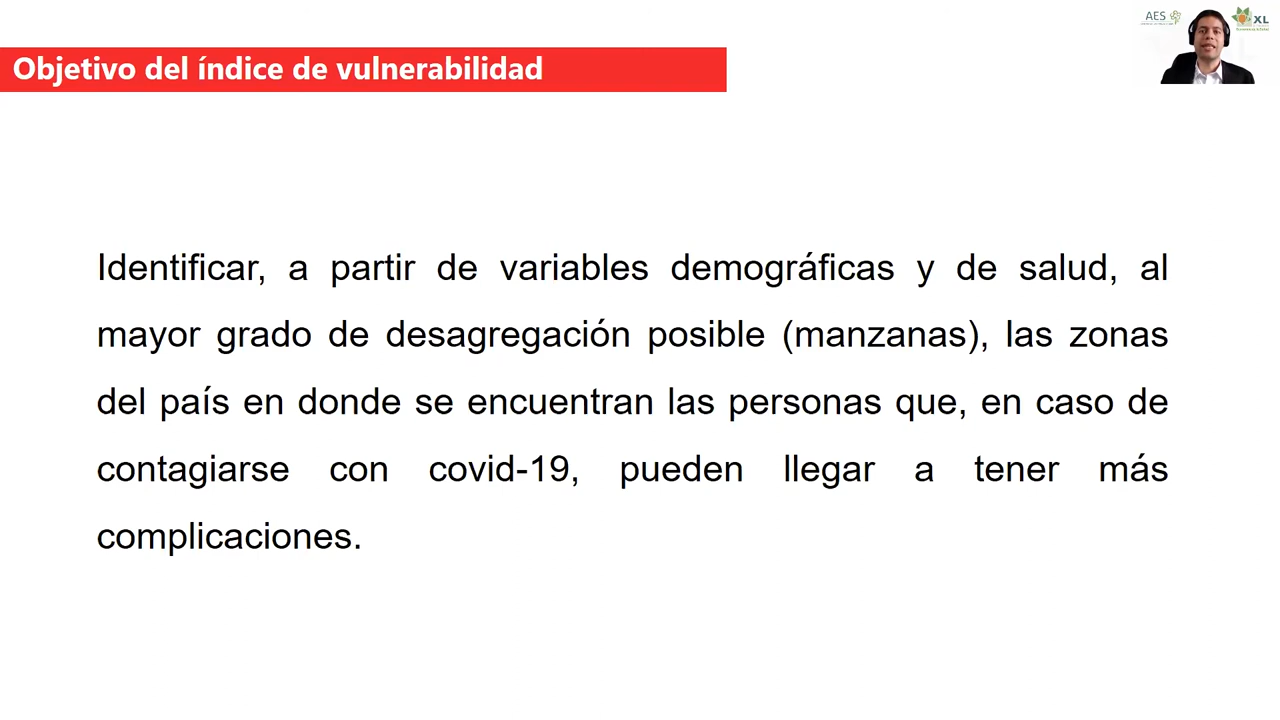 AES
XL
Objetivo del índice de vulnerabilidad
Identificar, a partir de variables demográficas y de salud, al
mayor grado de desagregación posible (manzanas), las zonas
del país en donde se encuentran las personas que, en caso de
contagiarse con covid-19, pueden llegar a tener más
complicaciones.